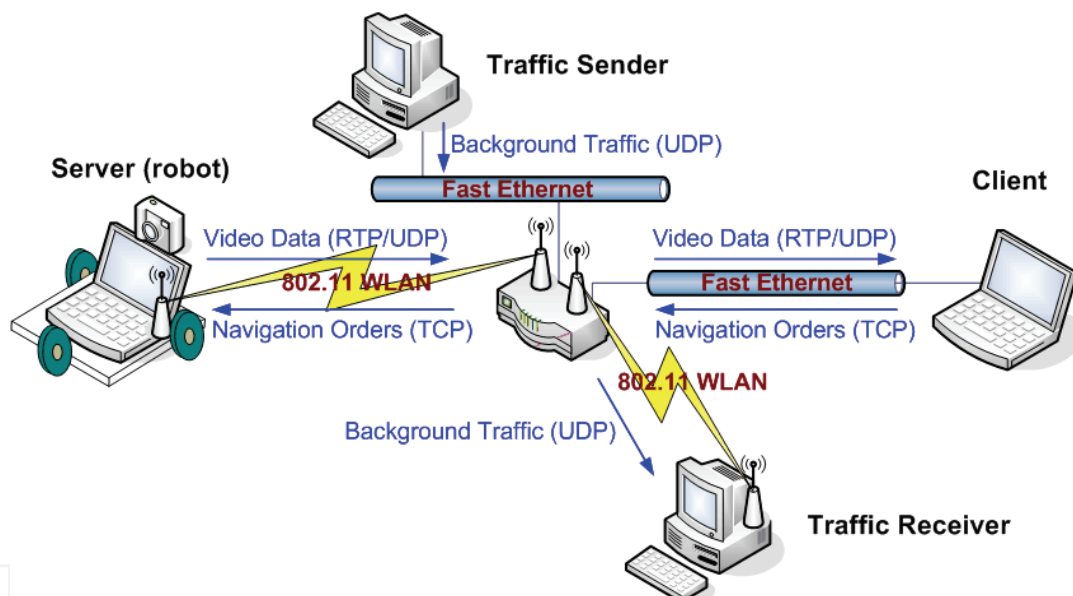 Traffic Sender
Background Traffic (UDP)
Server (robot)
Fast Ethernet
Client
Video Data (RTP/UDP)
Video Data (RTP/UDP)
802.11 WLAN
Fast Ethernet
Navigation Orders (TCP)
Navigation Orders (TCP)
802.11 WLAN
Background Traffic (UDP)
Traffic Receiver